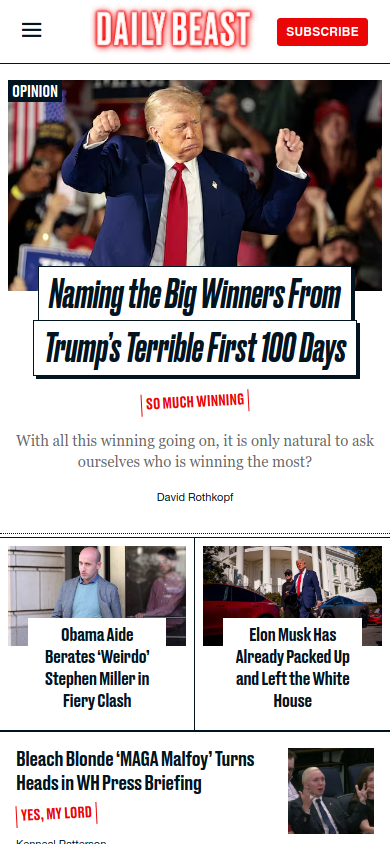 DAILY BEAST
SUBSCRIBE
OPINION
Naming the Big Winners From
Trump's Terrible First 100 Days
SO MUCH WINNING
With all this winning going on, it is only natural to ask
ourselves who is winning the most?
David Rothkopf
Obama Aide
Berates ‘Weirdo’
Stephen Miller in
Fiery Clash
Elon Musk Has
Already Packed Up
and Left the White
House
Bleach Blonde ‘MAGA Malfoy’ Turns
Heads in WH Press Briefing
YES, MY LORD